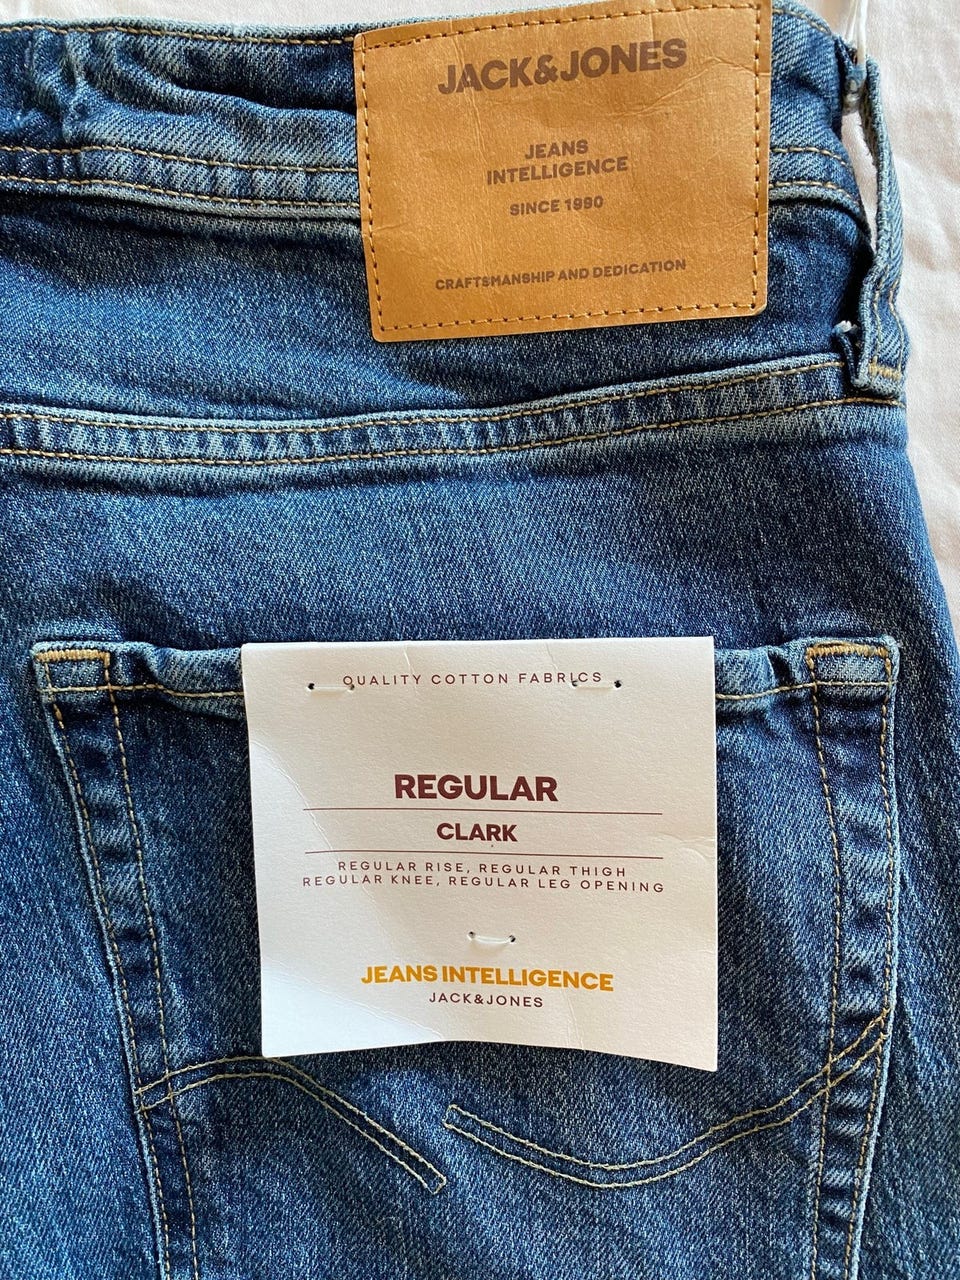 JACK&JONES
JEANS
INTELLIGENCE
SINCE 1990
CRAFTSMANSHIP AND DEDICATION
QUALITY COTTON FABRICS
REGULAR
CLARK
REGULAR RISE, REGULAR THIGH
REGULAR KNEE, REGULAR LEG OPENING
JEANS INTELLIGENCE
JACK&JONES